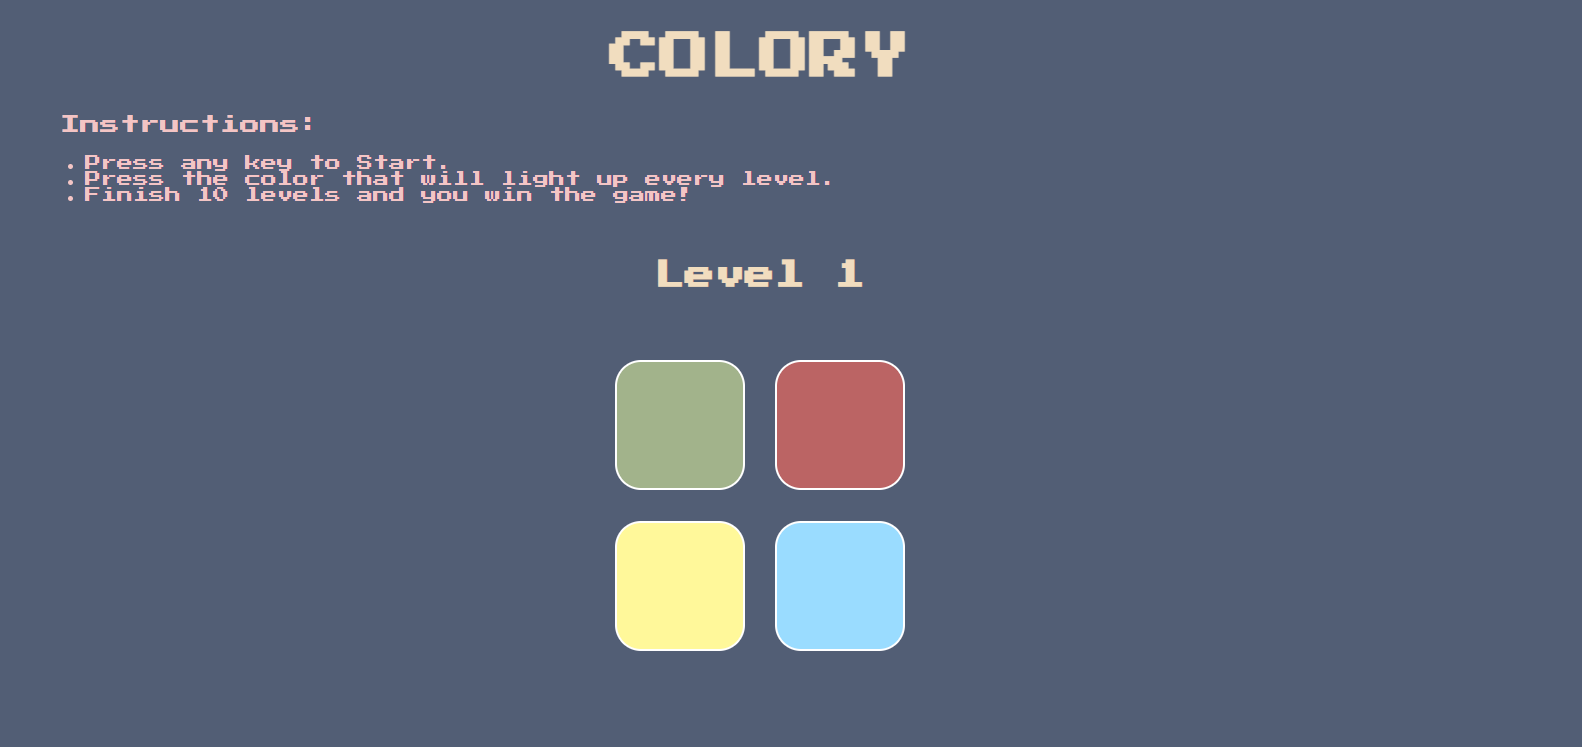 COLORY
Instructions:
. Press any key to Start.
. Press the color that will light up every level.
. Finish 10 levels and you win the game!
Level 1